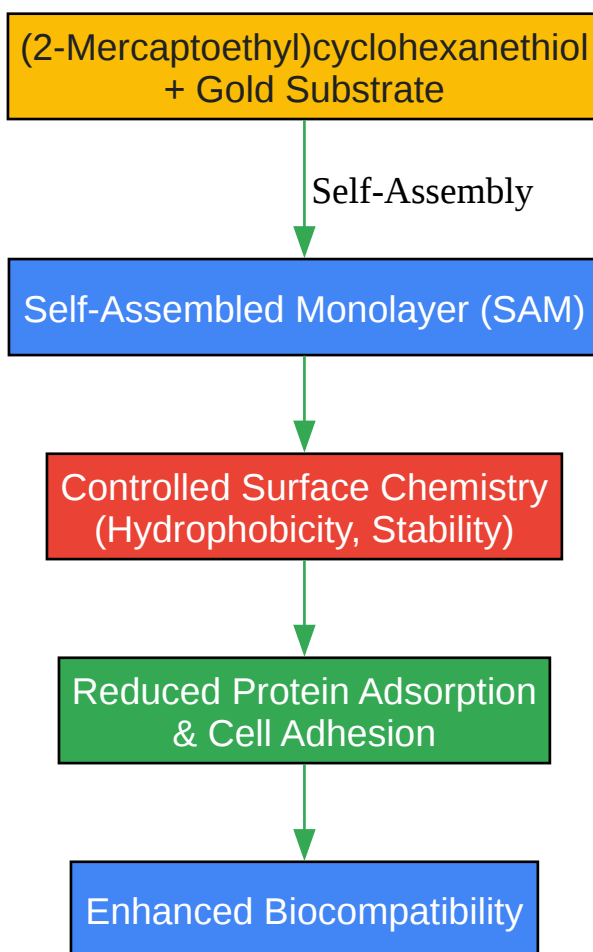 (2-Mercaptoethyl)cyclohexanethiol
+ Gold Substrate
Self-Assembly
Self-Assembled Monolayer (SAM)
Controlled Surface Chemistry
(Hydrophobicity, Stability)
Reduced Protein Adsorption
& Cell Adhesion
Enhanced Biocompatibility